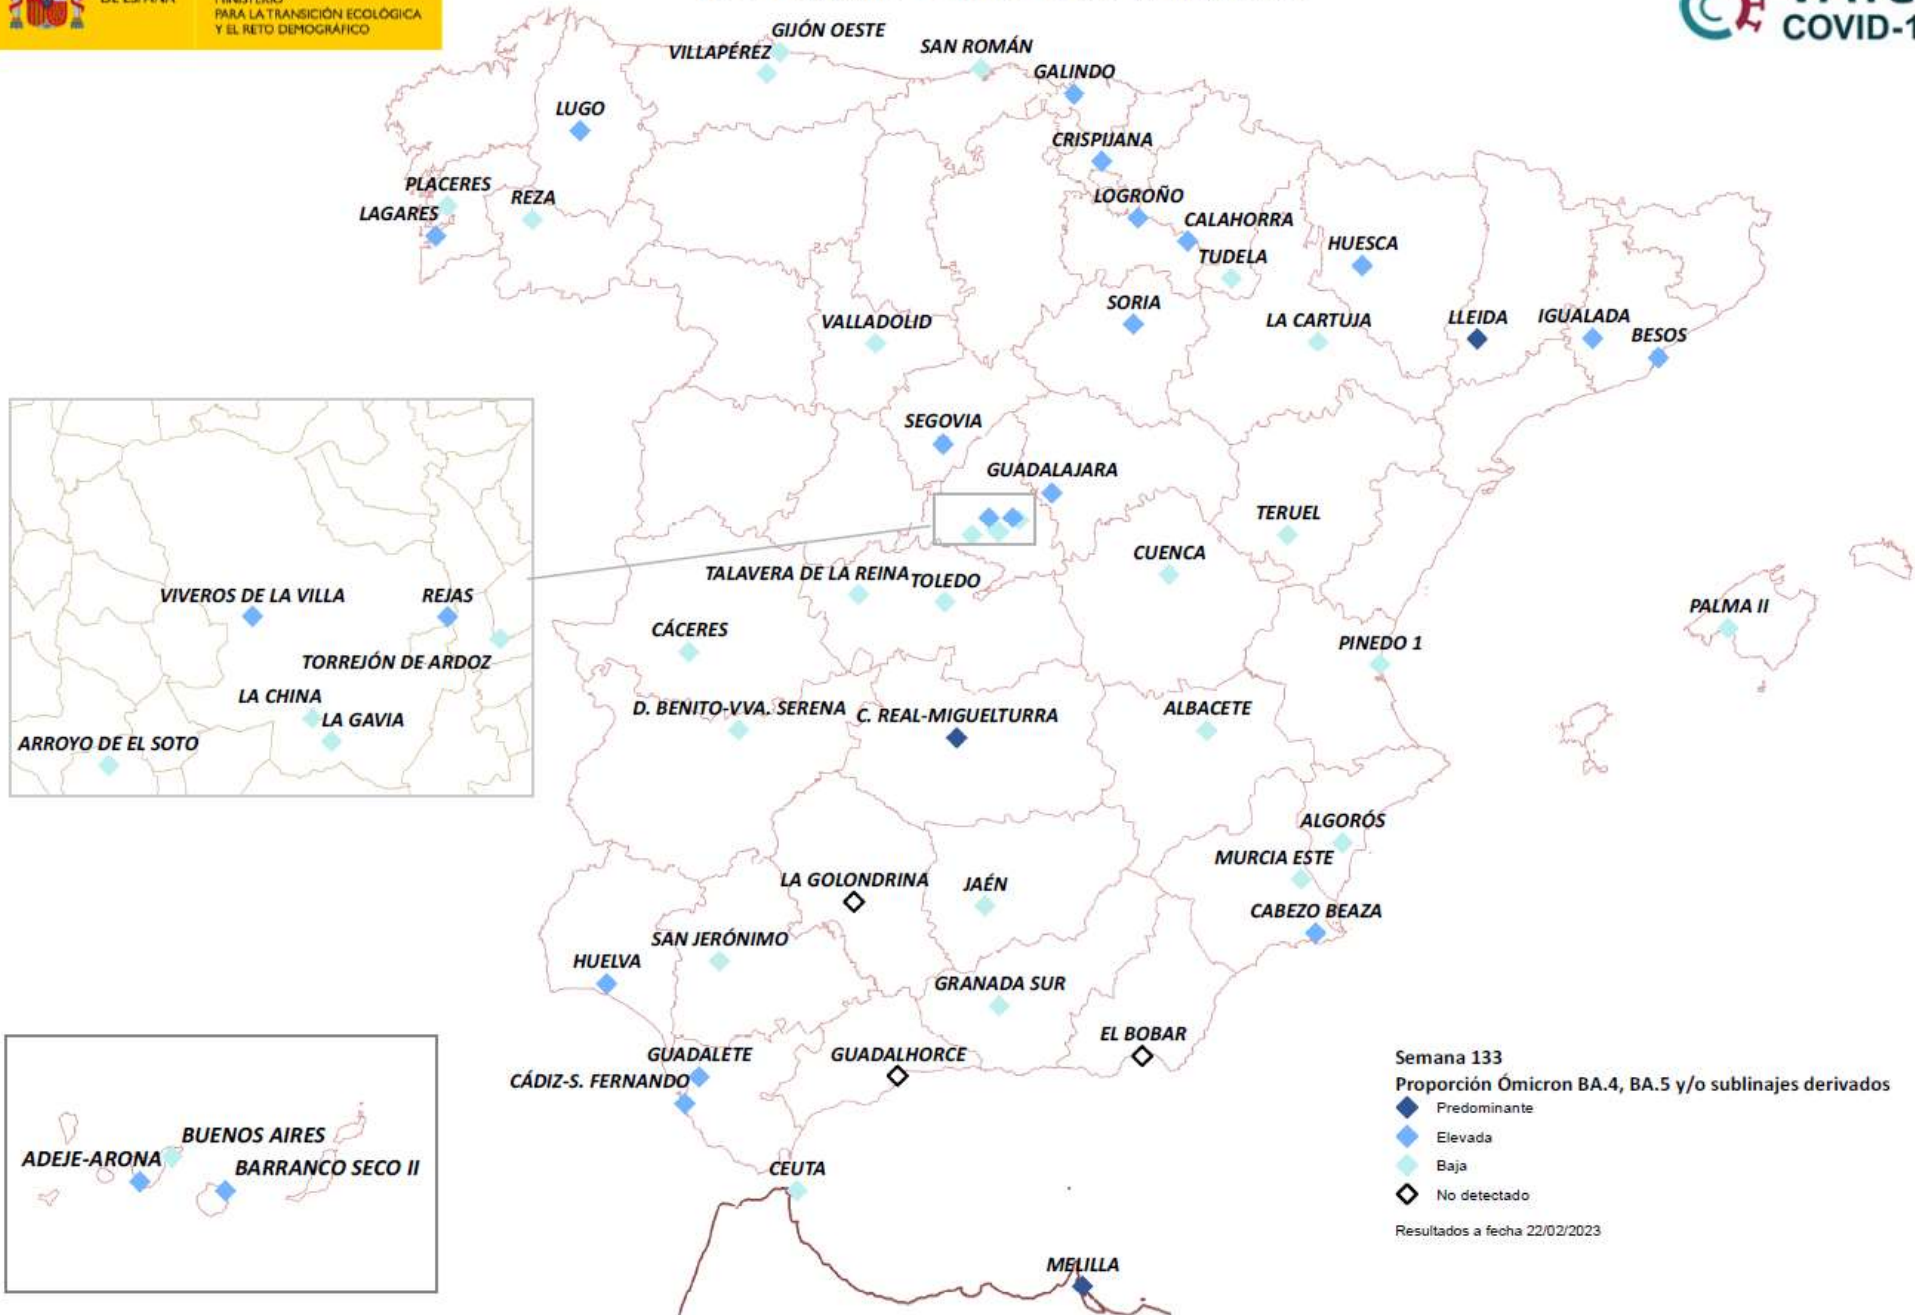 PARA LA TRANSICIÓN ECOLÓGICA
Y EL RETO DEMOGRÁFICO
COVID-1
GIJÓN OESTE
VILLAPÉREZ
SAN ROMÁN
GALINDO
LUGO
CRISPIJANA
PLACERES
REZA
LOGROÑO
LAGARES
CALAHORRA
HUESCA
TUDELA
SORIA
VALLADOLID
LA CARTUJA
LLEIDA
IGUALADA
BESOS
SEGOVIA
GUADALAJARA
TERUEL
CUENCA
TALAVERA DE LA REINA
TOLEDO
VIVEROS DE LA VILLA
REJAS
PALMA II
CÁCERES
PINEDO 1
TORREJÓN DE ARDOZ
LA CHINA
LA GAVIA
D. BENITO-VVA. SERENA
C. REAL-MIGUELTURRA
ALBACETE
ARROYO DE EL SOTO
ALGORÓS
MURCIA ESTE
LA GOLONDRINA
JAÉN
CABEZO BEAZA
SAN JERÓNIMO
HUELVA
GRANADA SUR
EL BOBAR
GUADALETE
GUADALHORCE
CÁDIZ-S. FERNANDO
BUENOS AIRES
ADEJE-ARONA
BARRANCO SECO II
CEUTA
MELILLA
Semana 133
Proporción Ómicron BA.4, BA.5 y/o sublinajes derivados
Predominante
Elevada
Baja
No detectado
Resultados a fecha 22/02/2023